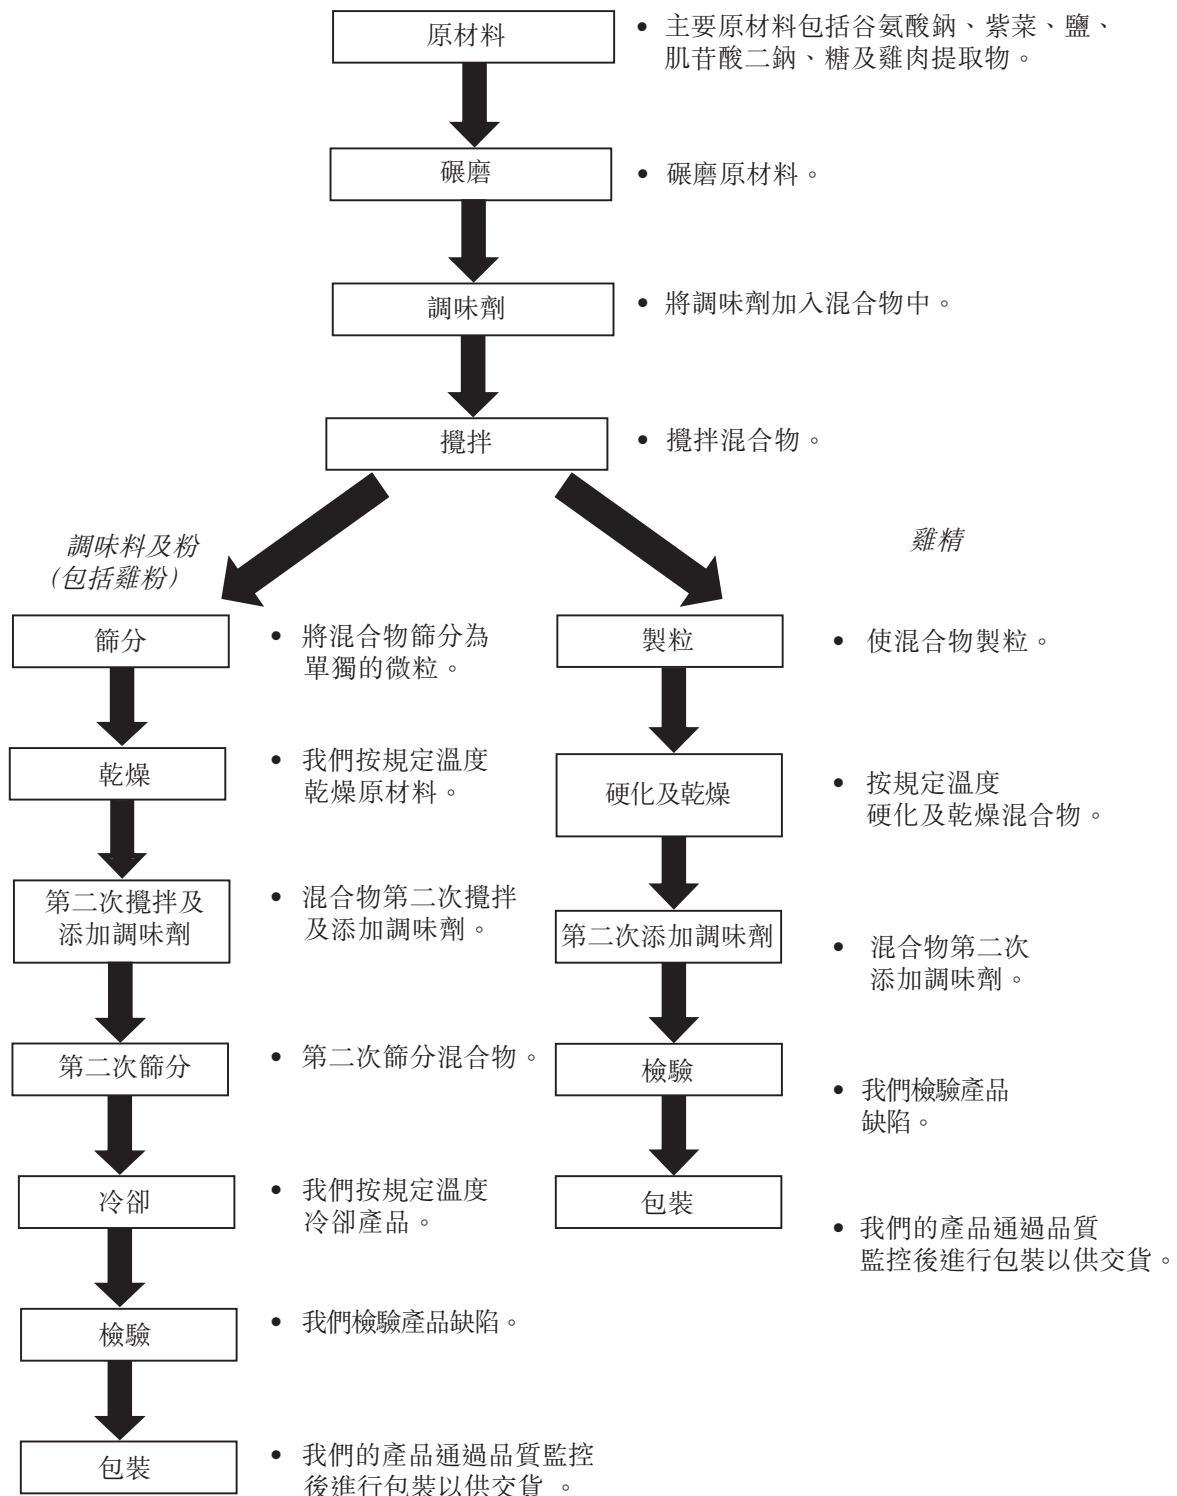 原材料
• 主要原材料包括谷氨酸鈉、紫菜、鹽、
肌苷酸二鈉、糖及雞肉提取物。
碾磨
• 碾磨原材料。
調味劑
• 將調味劑加入混合物中。
攪拌
• 攪拌混合物。
調味料及粉
(包括雞粉)
篩分
• 將混合物篩分為
單獨的微粒。
乾燥
• 我們按規定溫度
乾燥原材料。
第二次攪拌及
添加調味劑
• 混合物第二次攪拌
及添加調味劑。
第二次篩分
• 第二次篩分混合物。
冷卻
• 我們按規定溫度
冷卻產品。
檢驗
• 我們檢驗產品缺陷。
包裝
• 我們的產品通過品質監控
後進行包裝以供交貨 。
雞精
製粒
• 使混合物製粒。
硬化及乾燥
• 按規定溫度
硬化及乾燥混合物。
第二次添加調味劑
• 混合物第二次
添加調味劑。
檢驗
• 我們檢驗產品
缺陷。
包裝
• 我們的產品通過品質
監控後進行包裝以供交貨。